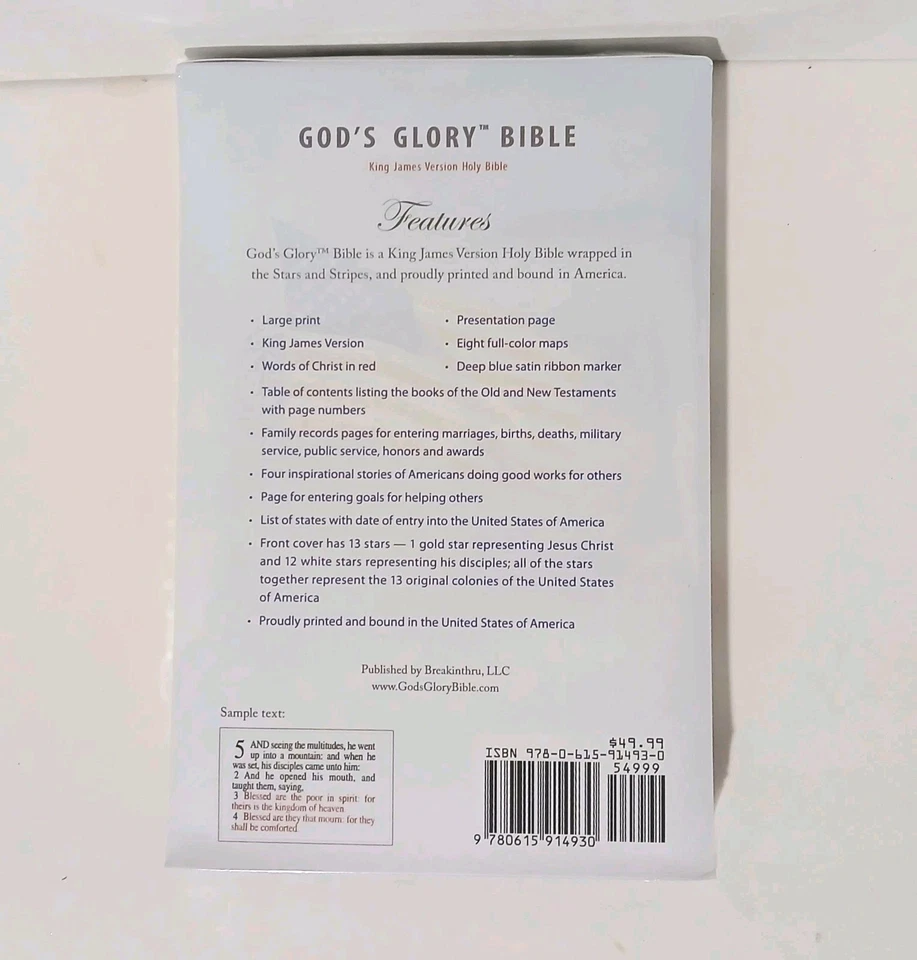 GOD'S GLORY™ BIBLE
King James Version Holy Bible
Features
God's Glory™ Bible is a King James Version Holy Bible wrapped in
the Stars and Stripes, and proudly printed and bound in America.
• Large print
• King James Version
• Words of Christ in red
• Presentation page
• Eight full-color maps
• Deep blue satin ribbon marker
• Table of contents listing the books of the Old and New Testaments
with page numbers
• Family records pages for entering marriages, births, deaths, military
service, public service, honors and awards
• Four inspirational stories of Americans doing good works for others
• Page for entering goals for helping others
• List of states with date of entry into the United States of America
• Front cover has 13 stars — 1 gold star representing Jesus Christ
and 12 white stars representing his disciples; all of the stars
together represent the 13 original colonies of the United States
of America
• Proudly printed and bound in the United States of America
Published by Breakinthru, LLC
www.GodsGloryBible.com
Sample text:
5 AND seeing the multitudes, he went
up into a mountain: and when he
was set, his disciples came unto him:
2 And he opened his mouth, and
taught them, saying,
3 Blessed are the poor in spirit: for
theirs is the kingdom of heaven.
4 Blessed are they that mourn: for they
shall be comforted.
$49.99
ISBN 978-0-615-91493-0
54999
9 780615 914930